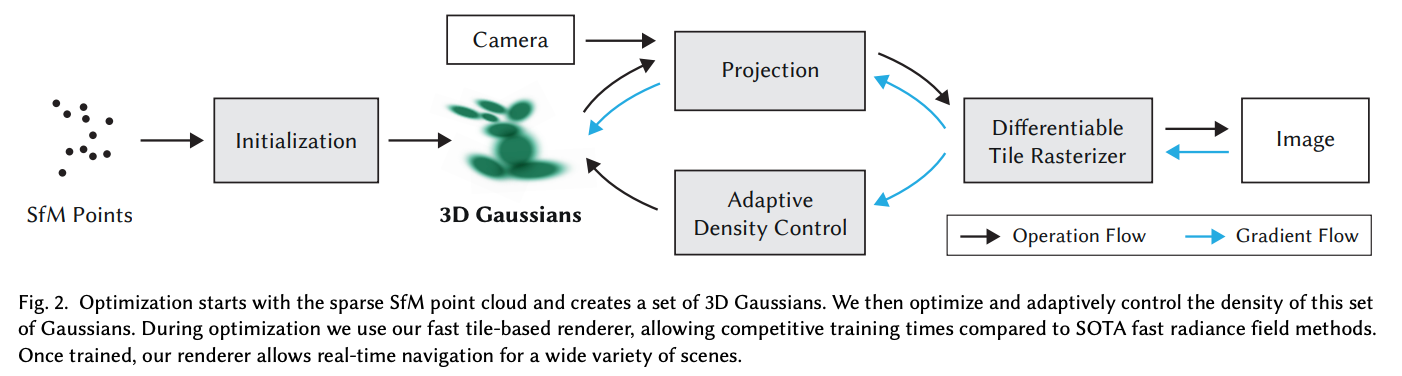 Camera
Projection
Initialization
Differentiable
Tile Rasterizer
Image
SfM Points
3D Gaussians
Adaptive
Density Control
Operation Flow
Gradient Flow
Fig. 2. Optimization starts with the sparse SfM point cloud and creates a set of 3D Gaussians. We then optimize and adaptively control the density of this set
of Gaussians. During optimization we use our fast tile-based renderer, allowing competitive training times compared to SOTA fast radiance field methods.
Once trained, our renderer allows real-time navigation for a wide variety of scenes.